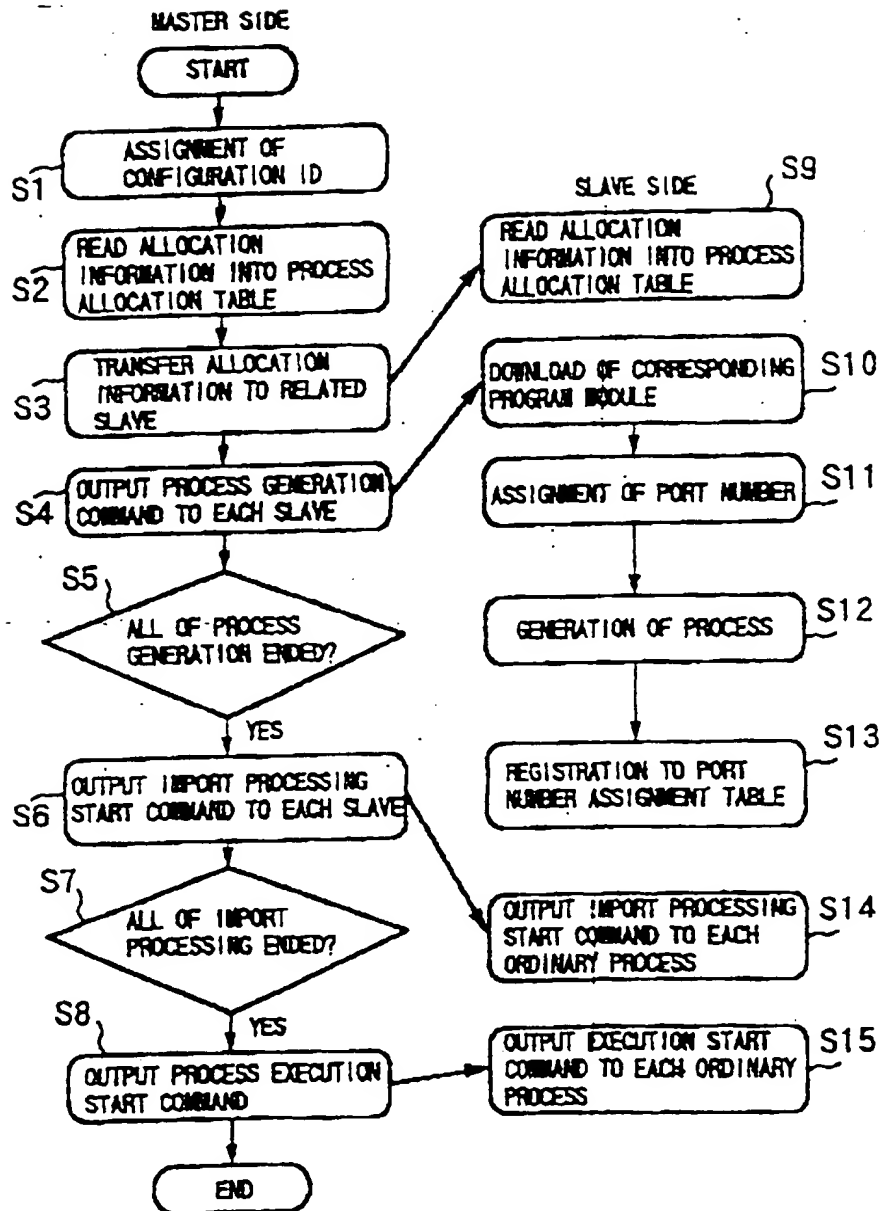 MASTER SIDE
START
S1
ASSIGNMENT OF
CONFIGURATION ID
S2
READ ALLOCATION
INFORMATION INTO PROCESS
ALLOCATION TABLE
S3
TRANSFER ALLOCATION
INFORMATION TO RELATED
SLAVE
S4
OUTPUT PROCESS GENERATION
COMMAND TO EACH SLAVE
S5
ALL OF PROCESS
GENERATION ENDED?
YES
S6
OUTPUT IMPORT PROCESSING
START COMMAND TO EACH SLAVE
S7
ALL OF IMPORT
PROCESSING ENDED?
YES
S8
OUTPUT PROCESS EXECUTION
START COMMAND
END
SLAVE SIDE
S9
READ ALLOCATION
INFORMATION INTO PROCESS
ALLOCATION TABLE
S10
DOWNLOAD OF CORRESPONDING
PROGRAM MODULE
S11
ASSIGNMENT OF PORT NUMBER
S12
GENERATION OF PROCESS
S13
REGISTRATION TO PORT
NUMBER ASSIGNMENT TABLE
S14
OUTPUT IMPORT PROCESSING
START COMMAND TO EACH
ORDINARY PROCESS
S15
OUTPUT EXECUTION START
COMMAND TO EACH ORDINARY
PROCESS